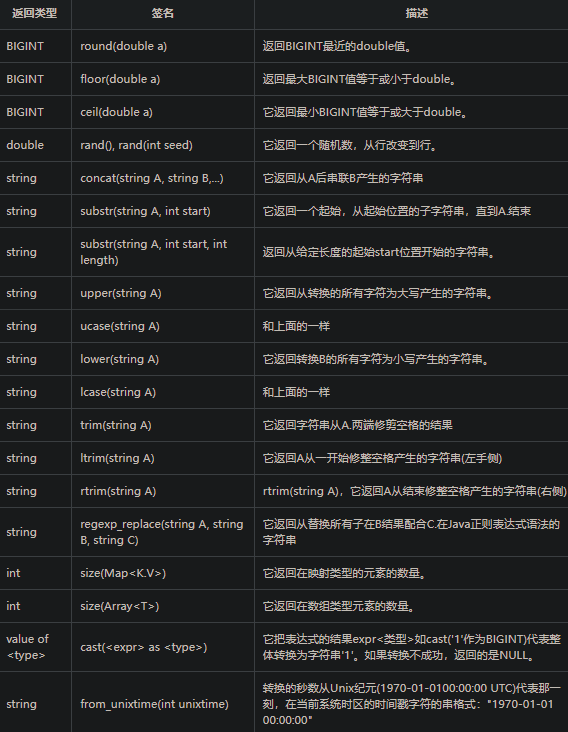 返回类型 签名 描述
BIGINT round(double a) 返回BIGINT最近的double值。
BIGINT floor(double a) 返回最大BIGINT值等于或小于double。
BIGINT ceil(double a) 它返回最小BIGINT值等于或大于double。
double rand(), rand(int seed) 它返回一个随机数，从行改变到行。
string concat(string A, string B,...) 它返回从A后串联B产生的字符串
string substr(string A, int start) 它返回一个起始，从起始位置的子字符串，直到A.结束
string substr(string A, int start, int
length) 返回从给定长度的起始start位置开始的字符串。
string upper(string A) 它返回从转换的所有字符为大写产生的字符串。
string ucase(string A) 和上面的一样
string lower(string A) 它返回转换B的所有字符为小写产生的字符串。
string lcase(string A) 和上面的一样
string trim(string A) 它返回字符串从A.两端修剪空格的结果
string ltrim(string A) 它返回A从一开始修整空格产生的字符串(左手侧)
string rtrim(string A) rtrim(string A)，它返回A从结束修整空格产生的字符串(右侧)
string regexp_replace(string A, string
B, string C) 它返回从替换所有子在B结果配合C.在Java正则表达式语法的
字符串
int size(Map<K.V>) 它返回在映射类型的元素的数量。
int size(Array<T>) 它返回在数组类型元素的数量。
value of
<type> cast(<expr> as <type>) 它把表达式的结果expr<类型>如cast('1'作为BIGINT)代表整
体转换为字符串'1'。如果转换不成功，返回的是NULL。
string from_unixtime(int unixtime) 转换的秒数从Unix纪元(1970-01-0100:00:00 UTC)代表那一
刻，在当前系统时区的时间戳字符的串格式："1970-01-01
00:00:00"